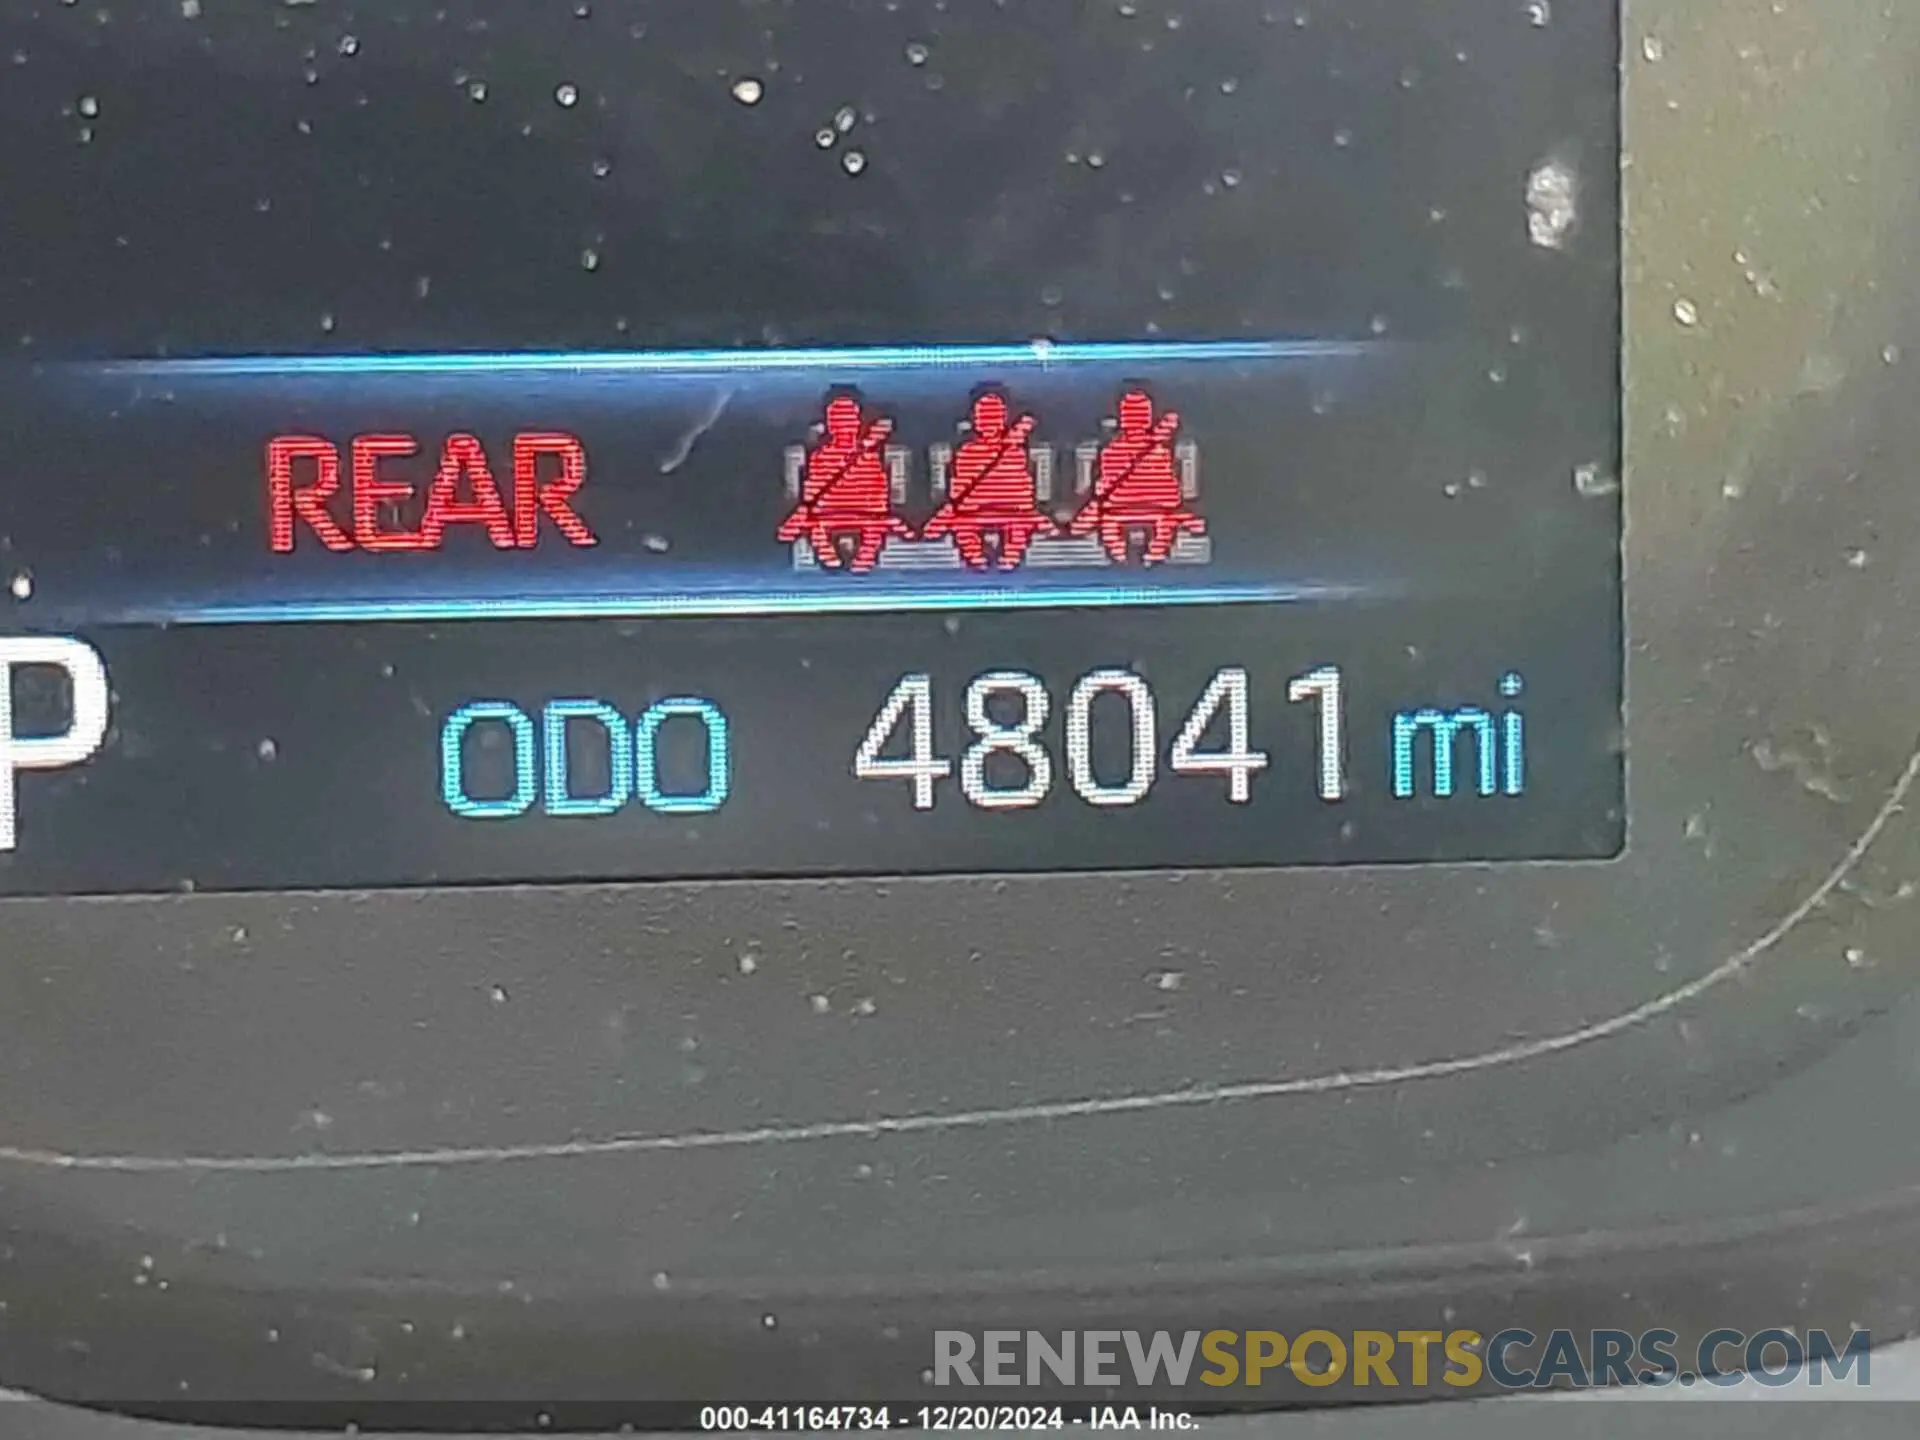 REAR
P ODO 48041 mi
RENEWSPORTSCARS.COM
000-41164734 - 12/20/2024 - IAA Inc.